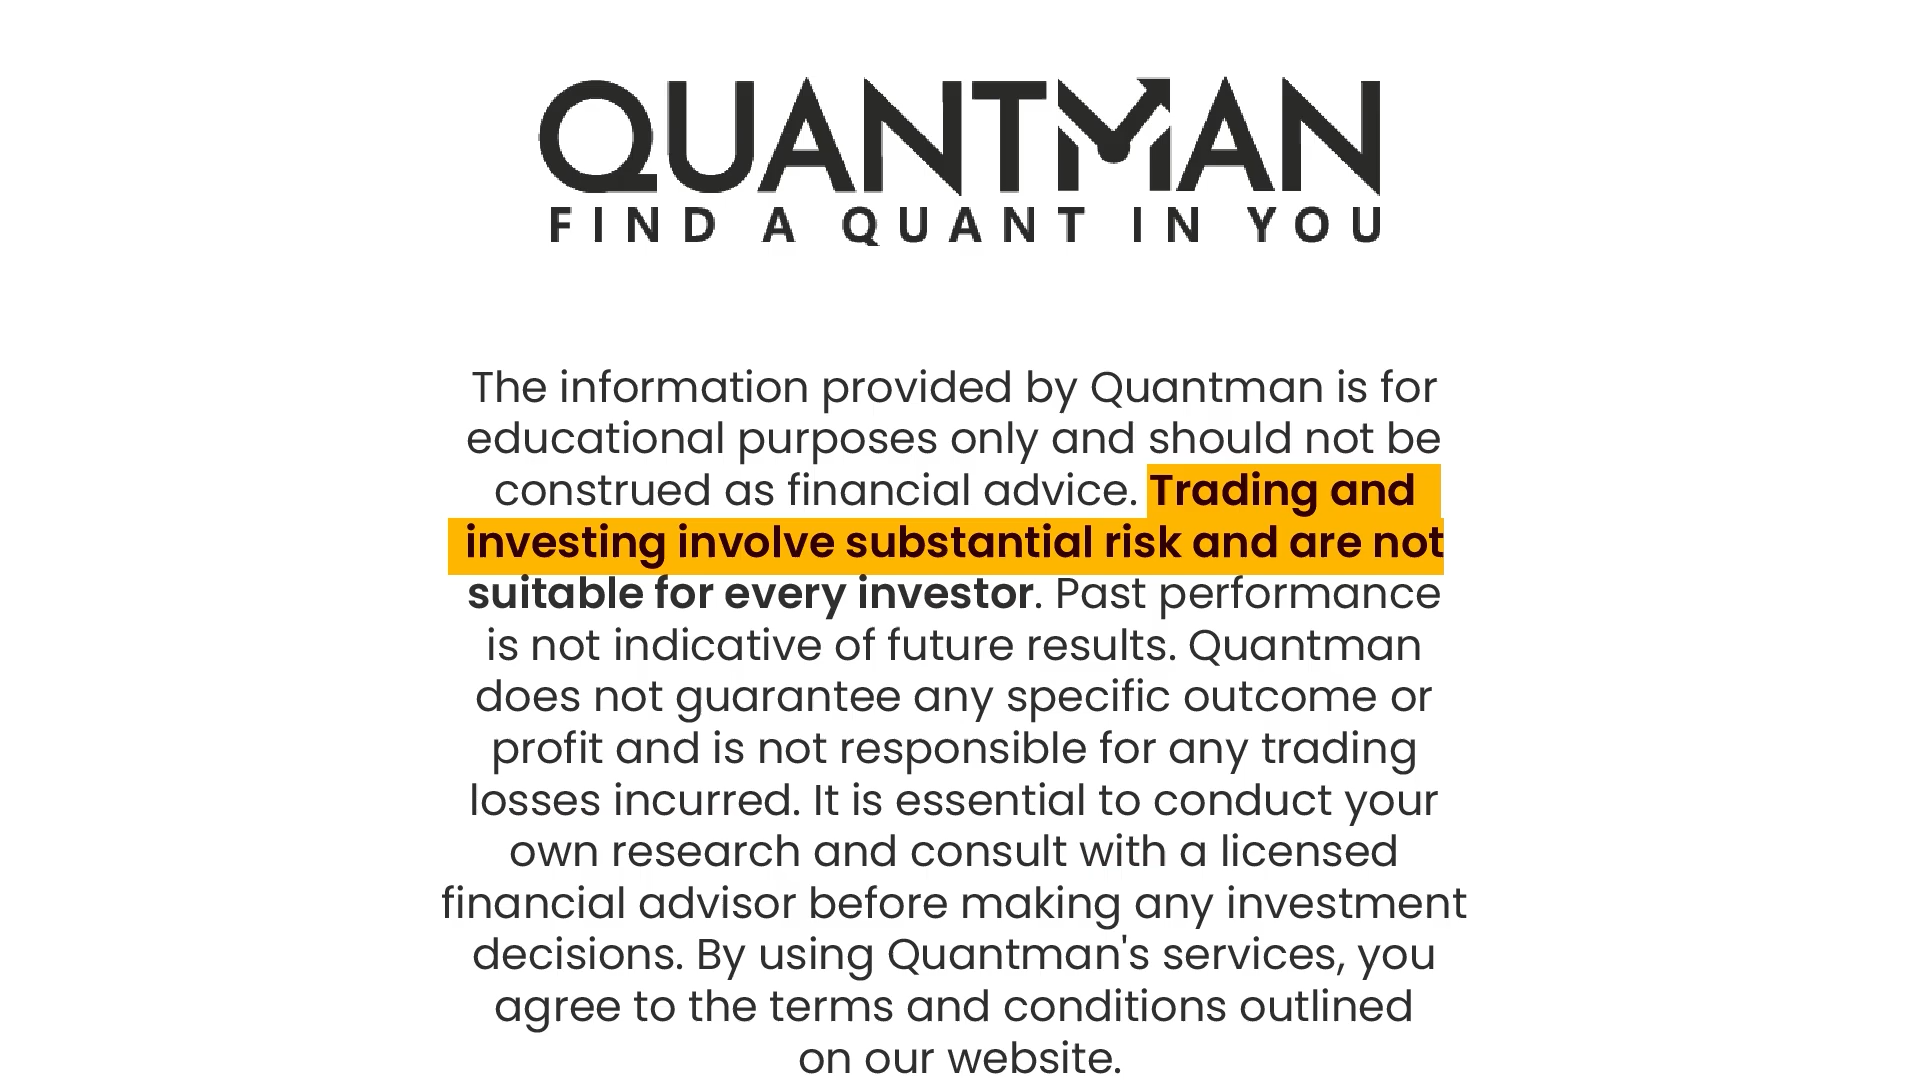 QUANTMAN
FIND A QUANT IN YOU
The information provided by Quantman is for
educational purposes only and should not be
construed as financial advice. Trading and
investing involve substantial risk and are not
suitable for every investor. Past performance
is not indicative of future results. Quantman
does not guarantee any specific outcome or
profit and is not responsible for any trading
losses incurred. It is essential to conduct your
own research and consult with a licensed
financial advisor before making any investment
decisions. By using Quantman's services, you
agree to the terms and conditions outlined
on our website.